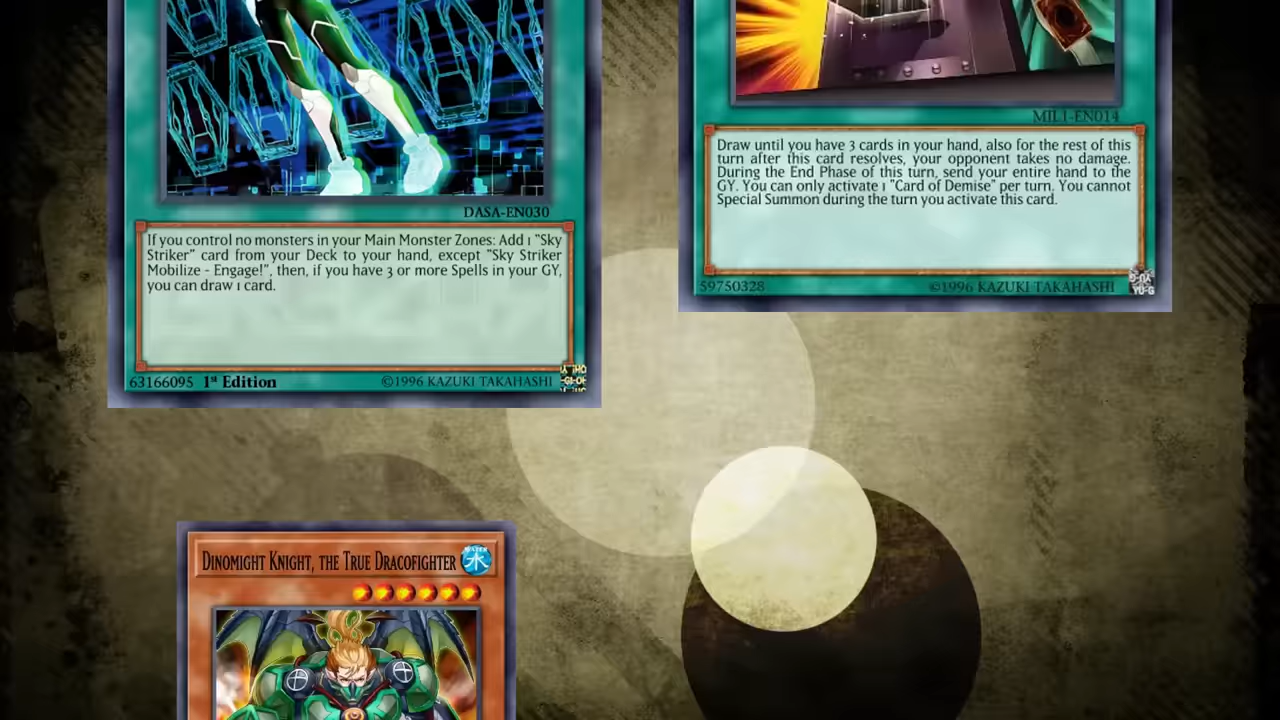 DASA-EN030
If you control no monsters in your Main Monster Zones: Add 1 "Sky
Striker" card from your Deck to your hand, except "Sky Striker
Mobilize - Engage!", then, if you have 3 or more Spells in your GY,
you can draw 1 card.
63166095 1st Edition
©1996 KAZUKI TAKAHASHI
MIL1-EN014
Draw until you have 3 cards in your hand, also for the rest of this
turn after this card resolves, your opponent takes no damage.
During the End Phase of this turn, send your entire hand to the
GY. You can only activate 1 "Card of Demise" per turn. You cannot
Special Summon during the turn you activate this card.
59750328
©1996 KAZUKI TAKAHASHI
DINOMIGHT KNIGHT, THE TRUE DRACOFIGHTER
WATER
水